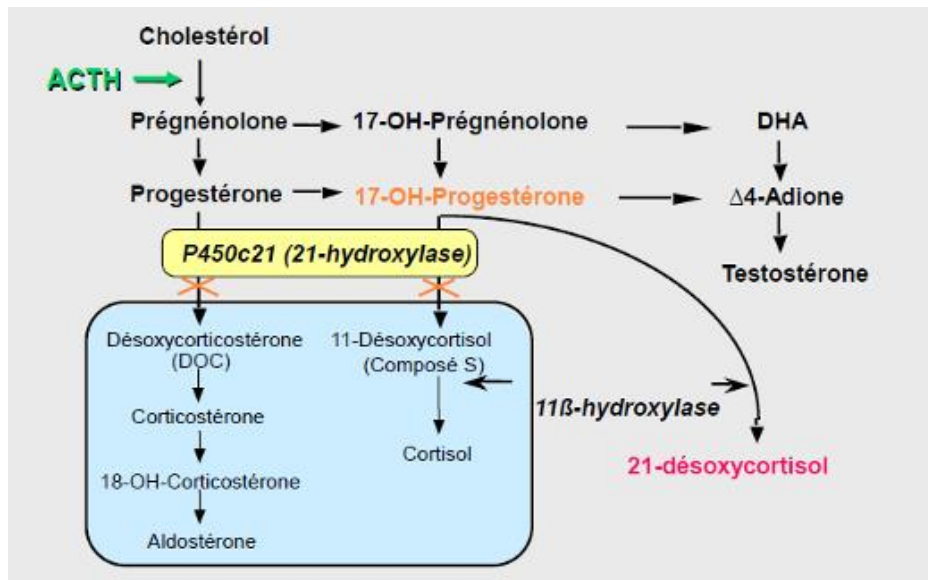 Cholestérol
ACTH
Prégnénolone 17-OH-Prégnénolone DHA
Progestérone 17-OH-Progestérone Δ4-Adione
P450c21 (21-hydroxylase)
Testostérone
Désoxycorticostérone 11-Désoxycortisol
(DOC) (Composé S)
11ß-hydroxylase
Corticostérone
Cortisol
21-désoxycortisol
18-OH-Corticostérone
Aldostérone